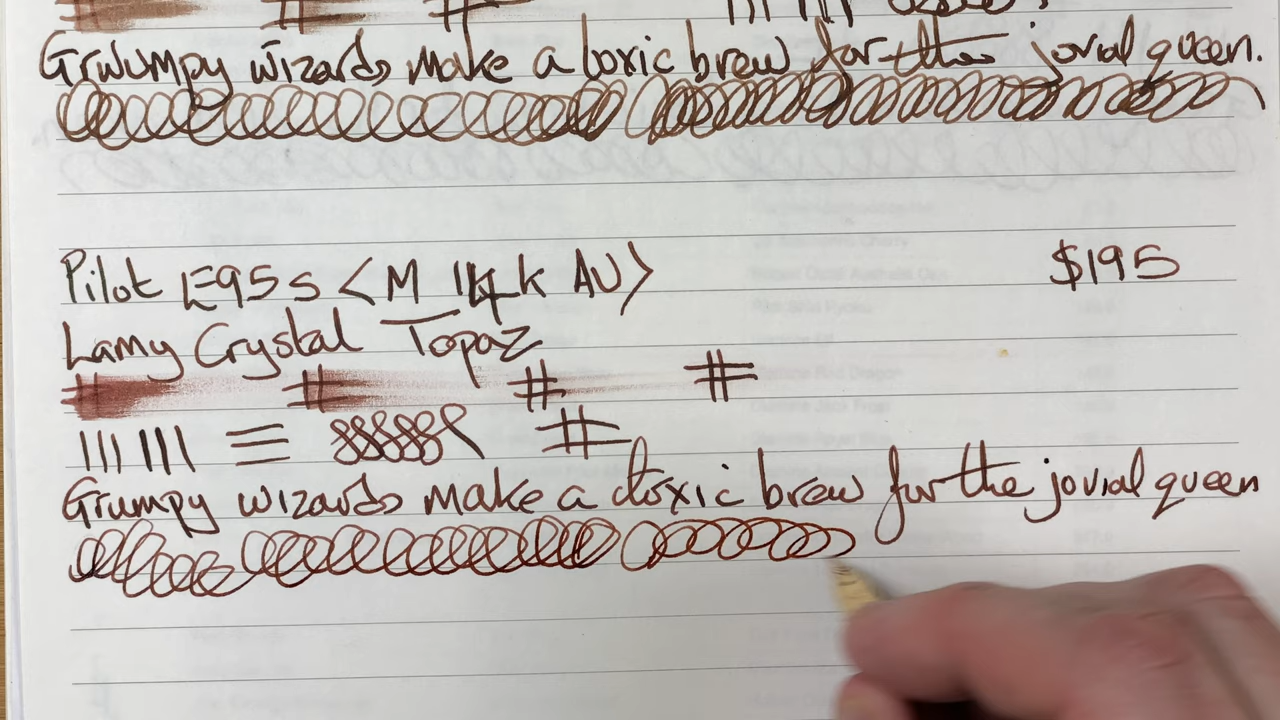 Grwumpy wizards make a toxic brew for the jovial queen.
Pilot E95s <M 14k AU> $195
Lamy Crystal Topaz
Grumpy wizards make a toxic brew for the jovial queen